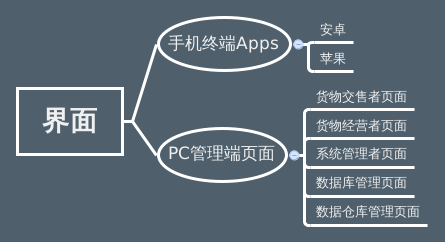 界面
手机终端Apps
安卓
苹果
PC管理端页面
货物交售者页面
货物经营者页面
系统管理者页面
数据库管理页面
数据仓库管理页面